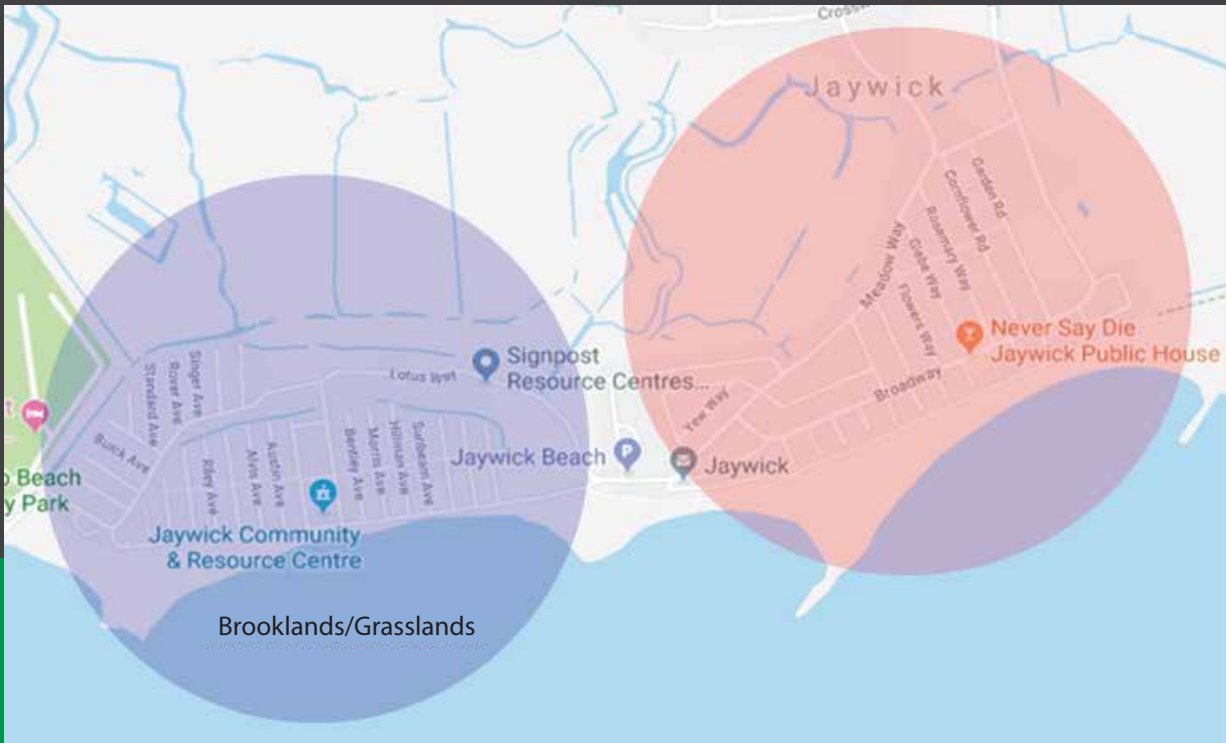 Jaywick
Garden Rd
Cornflower Rd
Rosemary Way
Glebe Way
Flowers Way
Meadow Way
Never Say Die
Jaywick Public House
Broadway
Yew Way
Signpost
Resource Centres...
Lotus
Singer Ave
Rover Ave
Standard Ave
Buick Ave
Jaywick Beach
P
Jaywick
Beach
y Park
Riley Ave
Alvis Ave
Austin Ave
Bentley Ave
Morris Ave
Hillman Ave
Sunbeam Ave
Jaywick Community
& Resource Centre
Brooklands/Grasslands